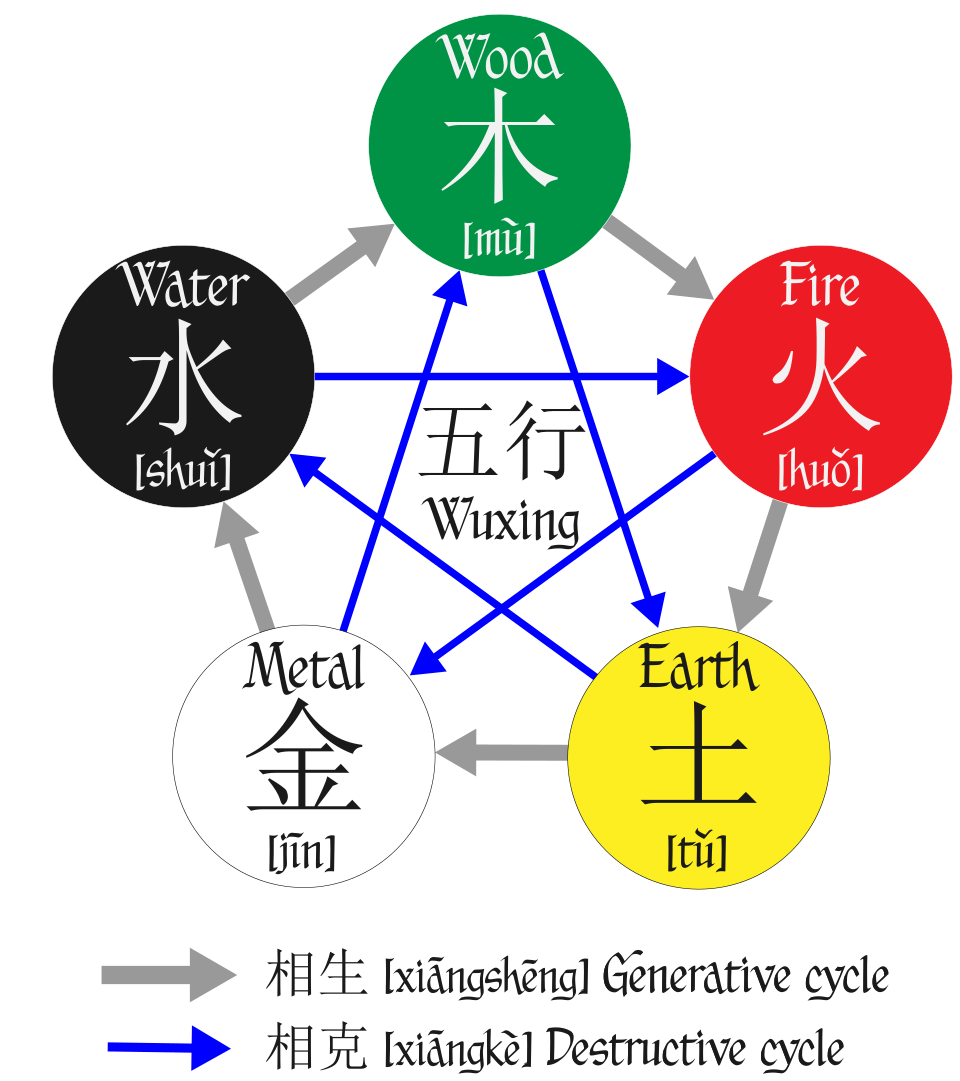 Wood
木
[mù]
Water
水
[shuǐ]
Fire
火
[huǒ]
五行
Wuxing
Metal
金
[jīn]
Earth
土
[tǔ]
相生 [xiāngshēng] Generative cycle
相克 [xiāngkè] Destructive cycle